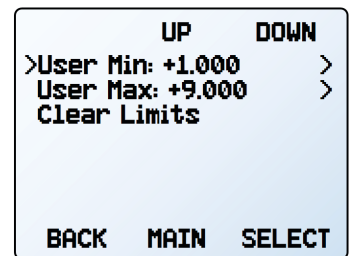 UP DOWN
>User Min: +1.000 >
User Max: +9.000 >
Clear Limits
BACK MAIN SELECT